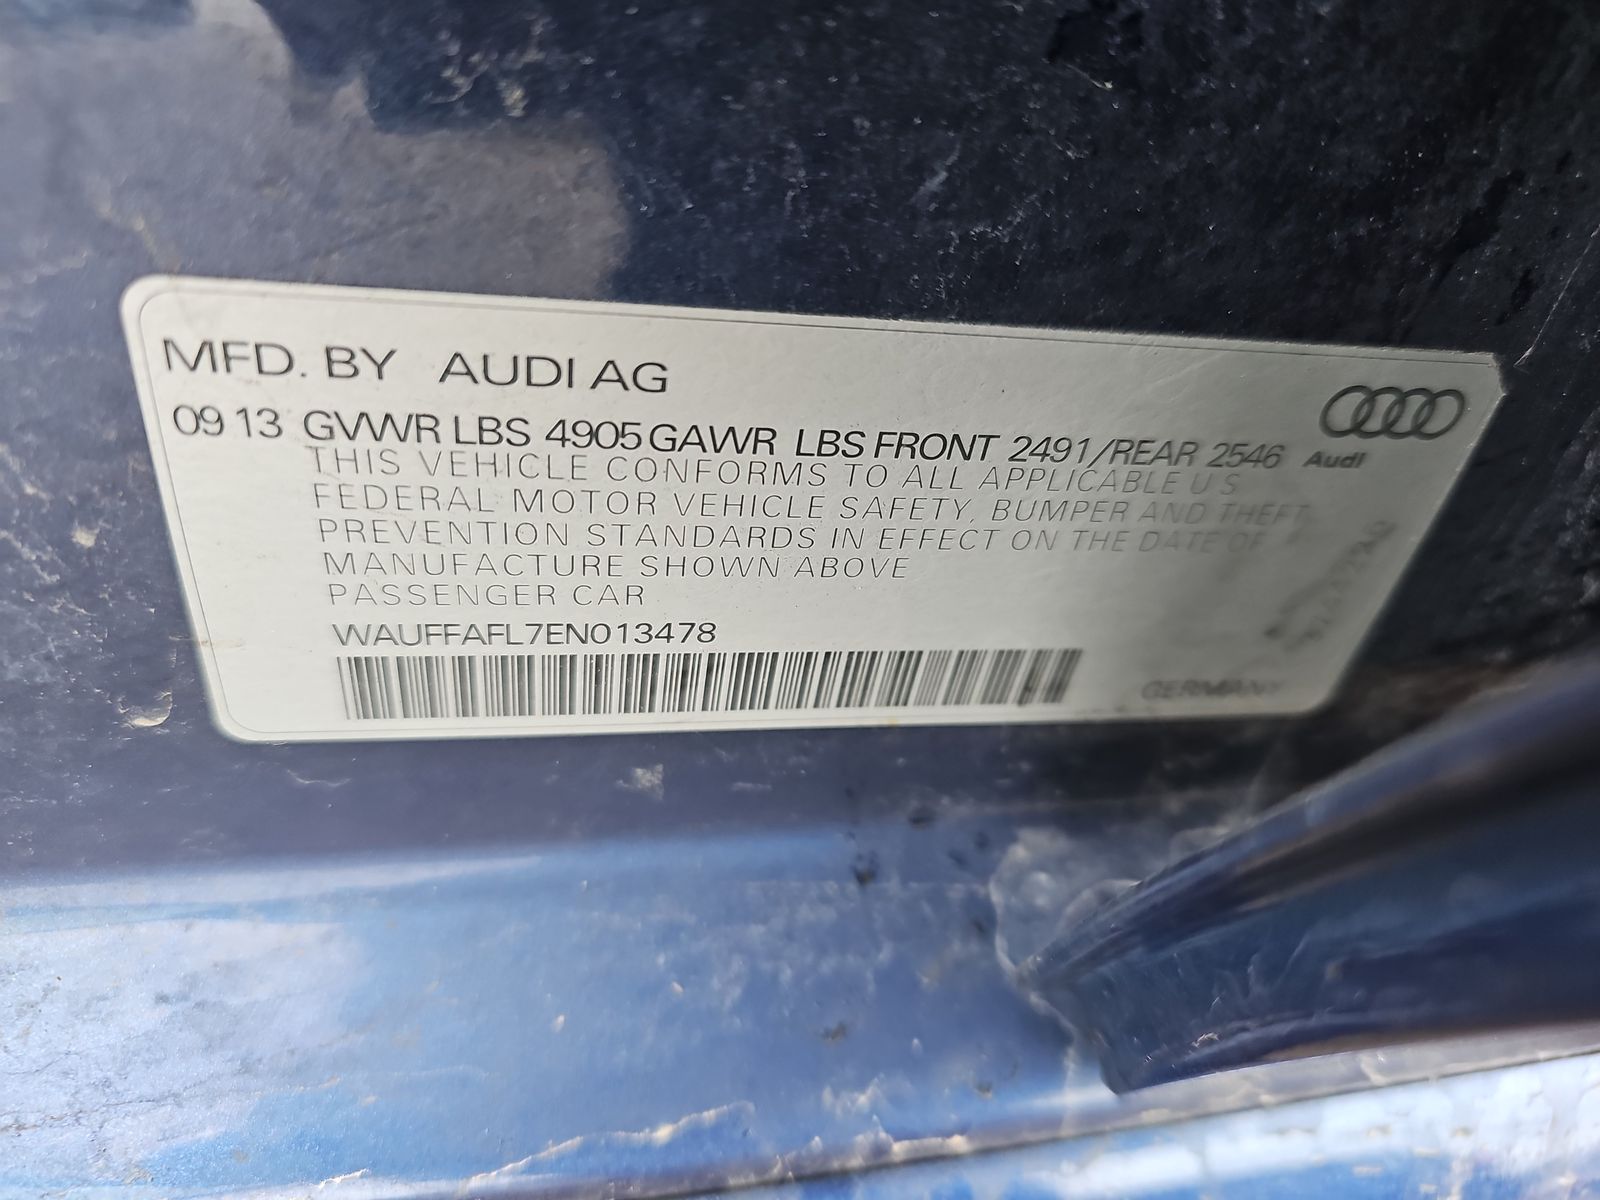 MFD. BY AUDI AG
09 13 GVWR LBS 4905 GAWR LBS FRONT 2491/REAR 2546
Audi
THIS VEHICLE CONFORMS TO ALL APPLICABLE U S
FEDERAL MOTOR VEHICLE SAFETY, BUMPER AND THEFT
PREVENTION STANDARDS IN EFFECT ON THE DATE OF
MANUFACTURE SHOWN ABOVE
PASSENGER CAR
WAUFFAFL7EN013478
GERMANY